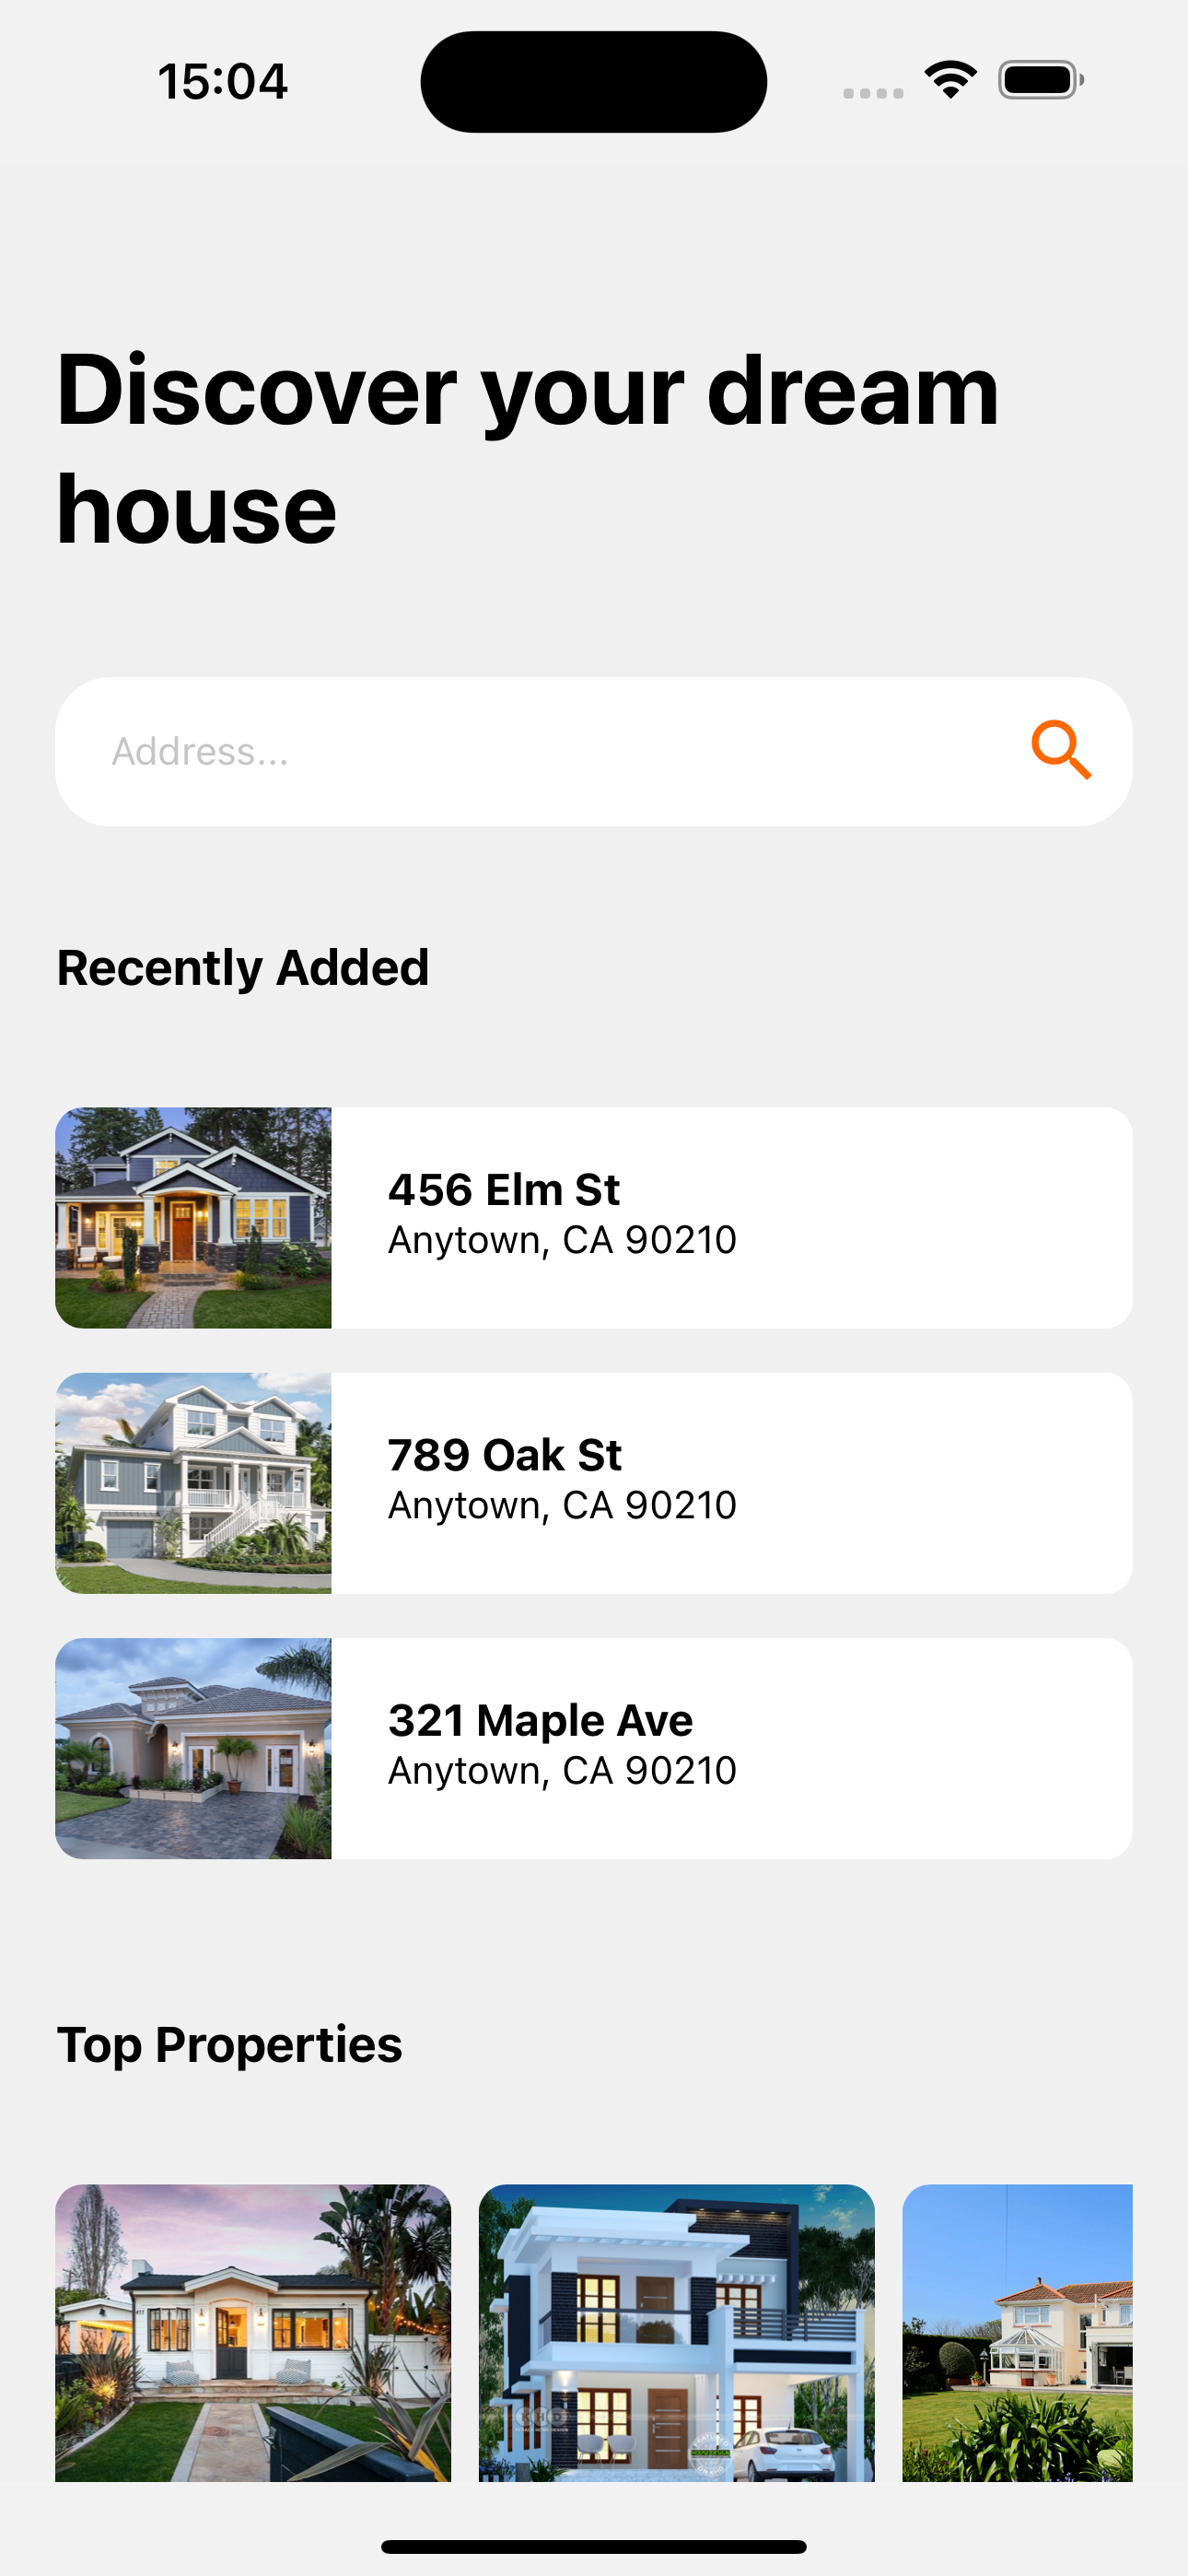 15:04
Discover your dream
house
Address...
Recently Added
456 Elm St
Anytown, CA 90210
789 Oak St
Anytown, CA 90210
321 Maple Ave
Anytown, CA 90210
Top Properties
KHD